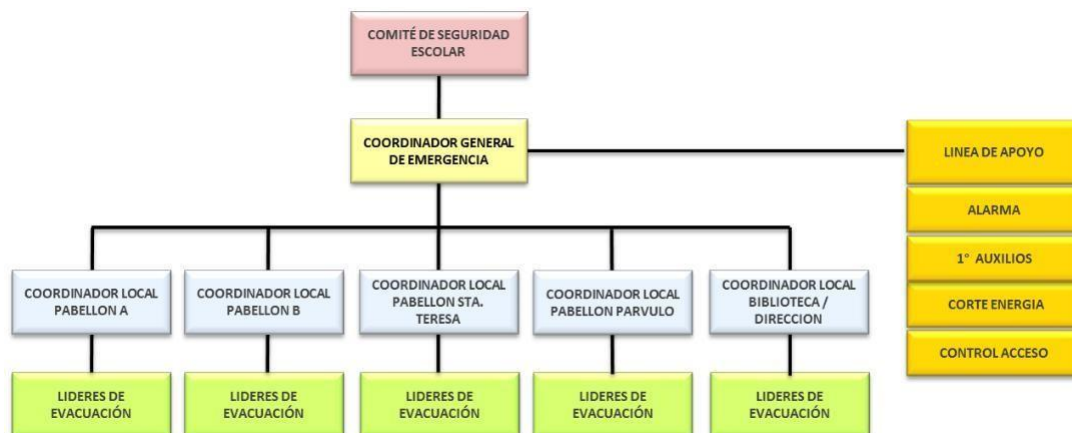 COMITÉ DE SEGURIDAD
ESCOLAR
COORDINADOR GENERAL
DE EMERGENCIA
LINEA DE APOYO
ALARMA
1° AUXILIOS
CORTE ENERGIA
CONTROL ACCESO
COORDINADOR LOCAL
PABELLON A
COORDINADOR LOCAL
PABELLON B
COORDINADOR LOCAL
PABELLON STA.
TERESA
COORDINADOR LOCAL
PABELLON PARVULO
COORDINADOR LOCAL
BIBLIOTECA /
DIRECCION
LIDERES DE
EVACUACIÓN
LIDERES DE
EVACUACIÓN
LIDERES DE
EVACUACIÓN
LIDERES DE
EVACUACIÓN
LIDERES DE
EVACUACIÓN